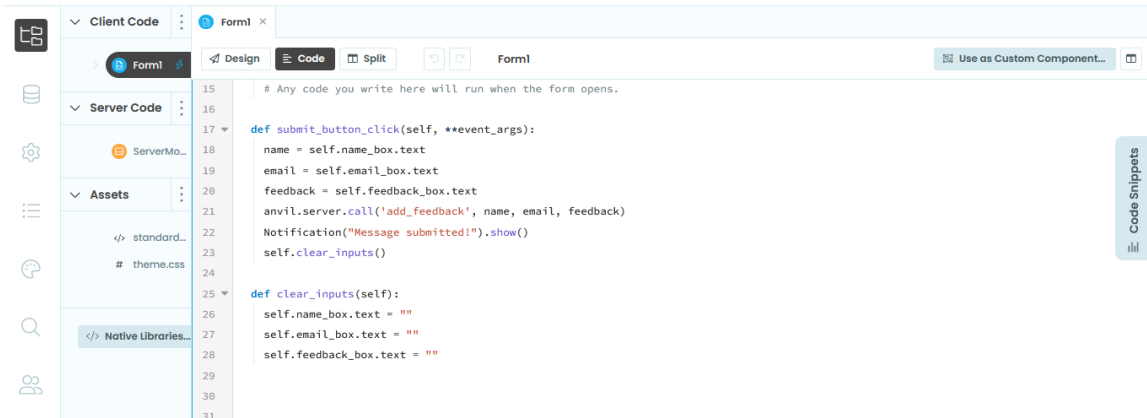 Client Code
Form1
Server Code
ServerMo...
Assets
</> standard...
# theme.css
</> Native Libraries...
Form1 ×
Design
Code
Split
Form1
Use as Custom Component...
15 # Any code you write here will run when the form opens.
16
17 def submit_button_click(self, **event_args):
18 name = self.name_box.text
19 email = self.email_box.text
20 feedback = self.feedback_box.text
21 anvil.server.call('add_feedback', name, email, feedback)
22 Notification("Message submitted!").show()
23 self.clear_inputs()
24
25 def clear_inputs(self):
26 self.name_box.text = ""
27 self.email_box.text = ""
28 self.feedback_box.text = ""
29
30
31
Code Snippets